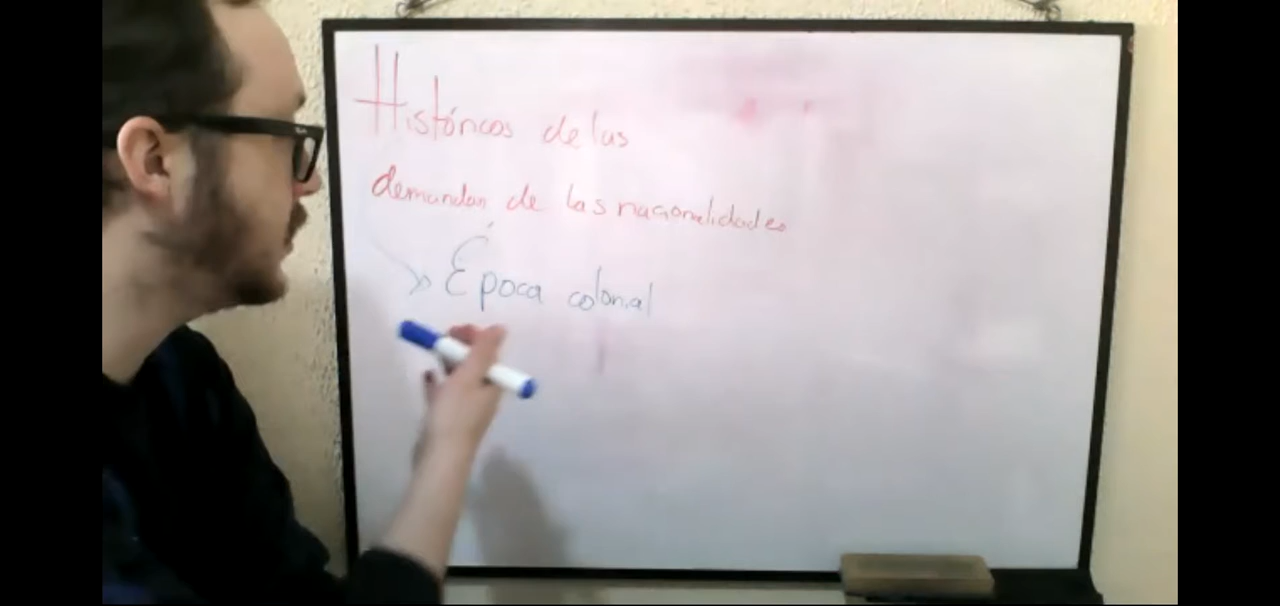 Históricos de las
demandas de las nacionalidades
>> Época colonial